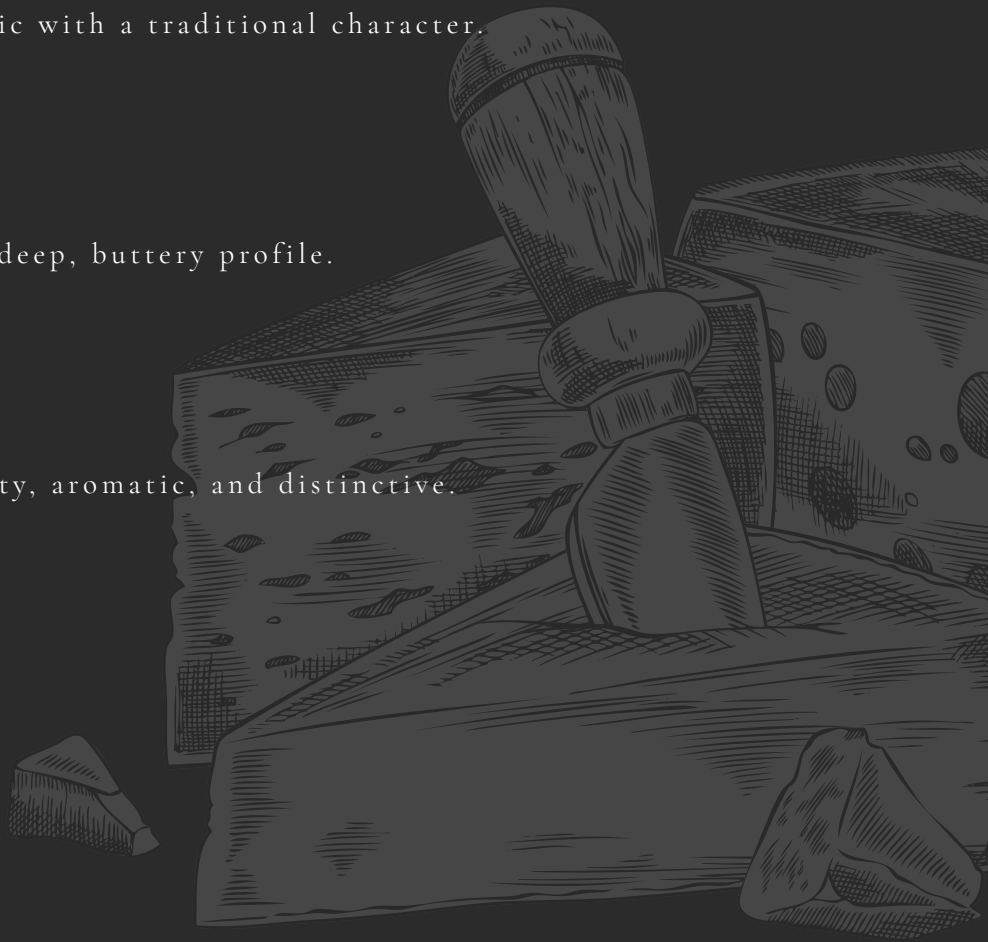 ic with a traditional character.
deep, buttery profile.
ty, aromatic, and distinctive.